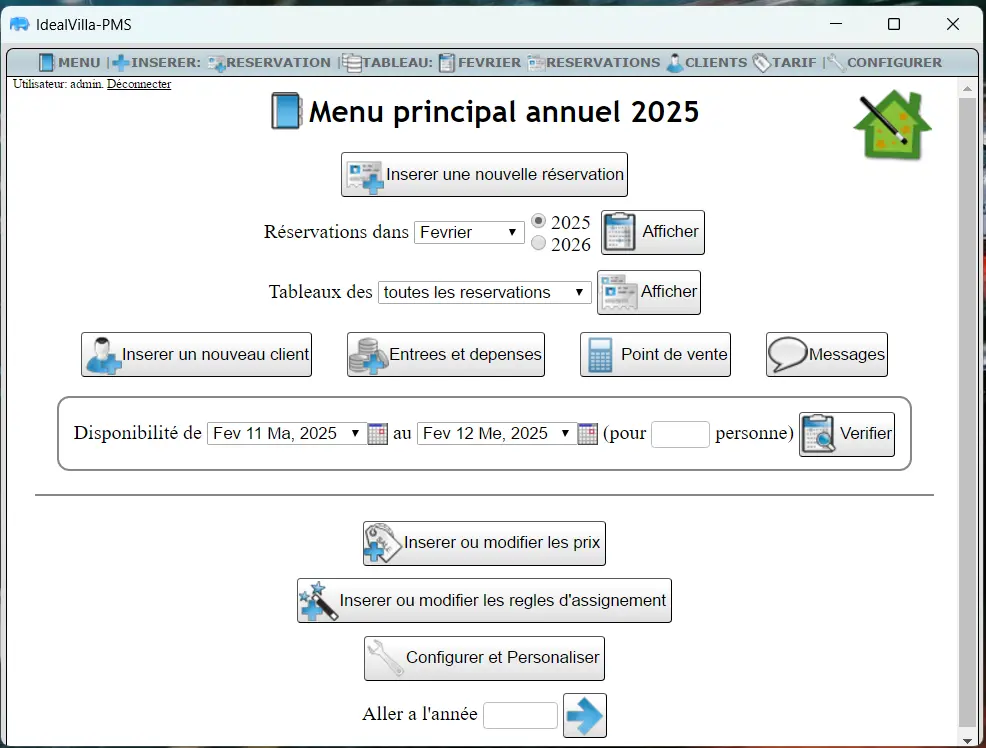 IdealVilla-PMS
MENU | INSERER: RESERVATION | TABLEAU: FEVRIER RESERVATIONS CLIENTS TARIF | CONFIGURER
Utilisateur: admin. Déconnecter
Menu principal annuel 2025
Inserer une nouvelle réservation
Réservations dans Fevrier 2025 2026 Afficher
Tableaux des toutes les reservations Afficher
Inserer un nouveau client Entrees et depenses Point de vente Messages
Disponibilité de Fev 11 Ma, 2025 au Fev 12 Me, 2025 (pour personne) Verifier
Inserer ou modifier les prix
Inserer ou modifier les regles d'assignement
Configurer et Personaliser
Aller a l'année